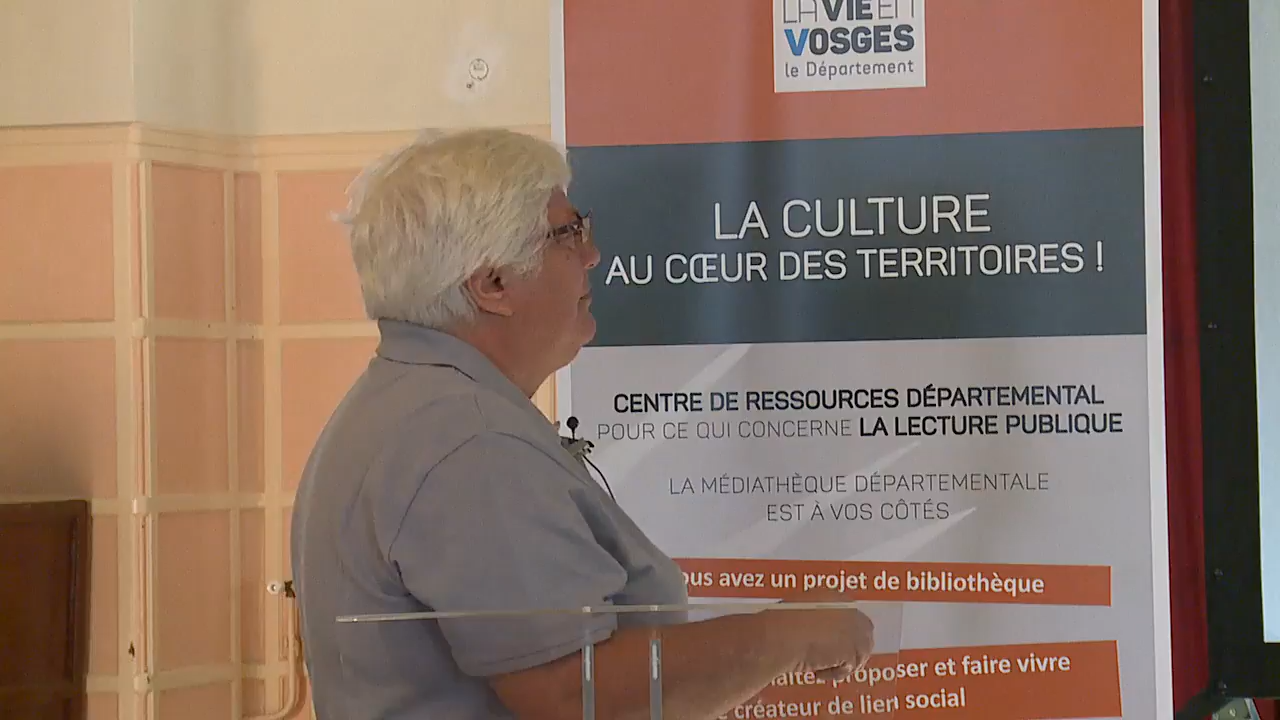 LA VIE EN
VOSGES
le Département
LA CULTURE
AU CŒUR DES TERRITOIRES !
CENTRE DE RESSOURCES DÉPARTEMENTAL
POUR CE QUI CONCERNE LA LECTURE PUBLIQUE
LA MÉDIATHÈQUE DÉPARTEMENTALE
EST À VOS CÔTÉS
avez un projet de bibliothèque
proposer et faire vivre
créateur de lien social